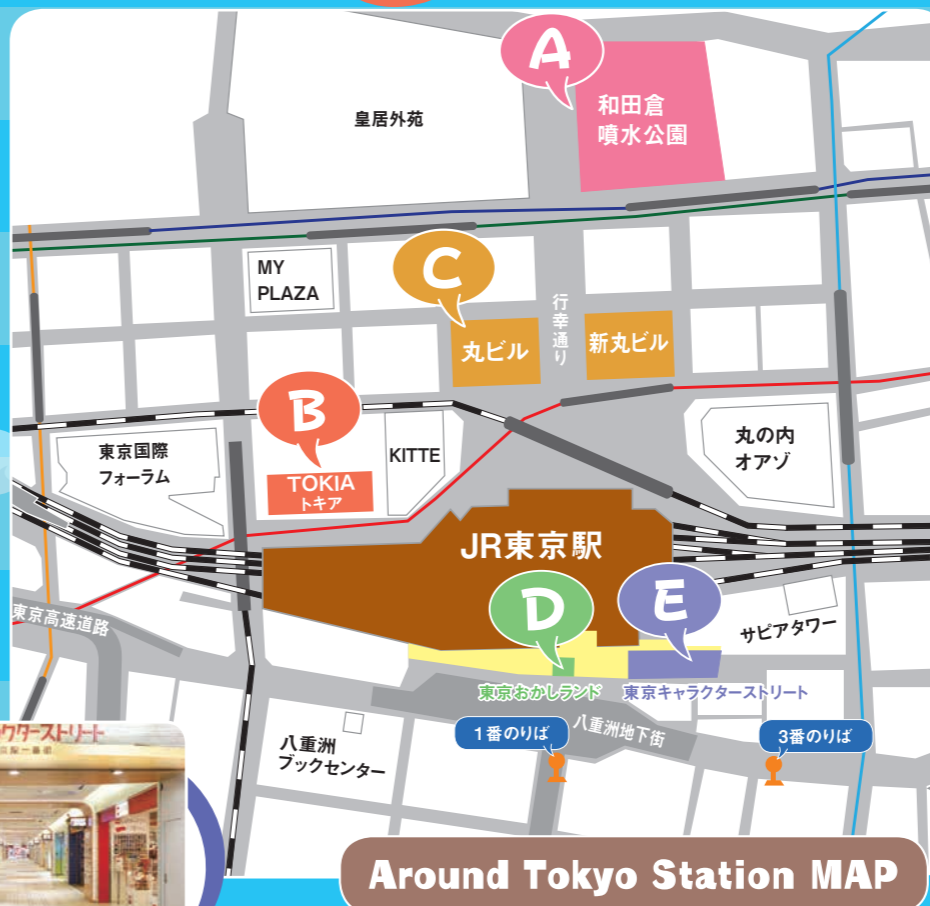 A
和田倉
噴水公園
皇居外苑
C
MY
PLAZA
行幸通り
丸ビル
新丸ビル
B
東京国際
フォーラム
KITTE
丸の内
オアゾ
TOKIA
トキア
JR東京駅
D
E
東京高速道路
サピアタワー
東京おかしランド
東京キャラクターストリート
1番のりば
八重洲地下街
3番のりば
八重洲
ブックセンター
クターストリート
Around Tokyo Station MAP